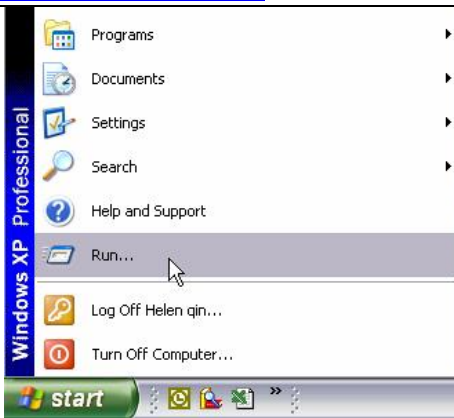 Windows XP Professional
Programs
Documents
Settings
Search
Help and Support
Run...
Log Off Helen qin...
Turn Off Computer...
start
»